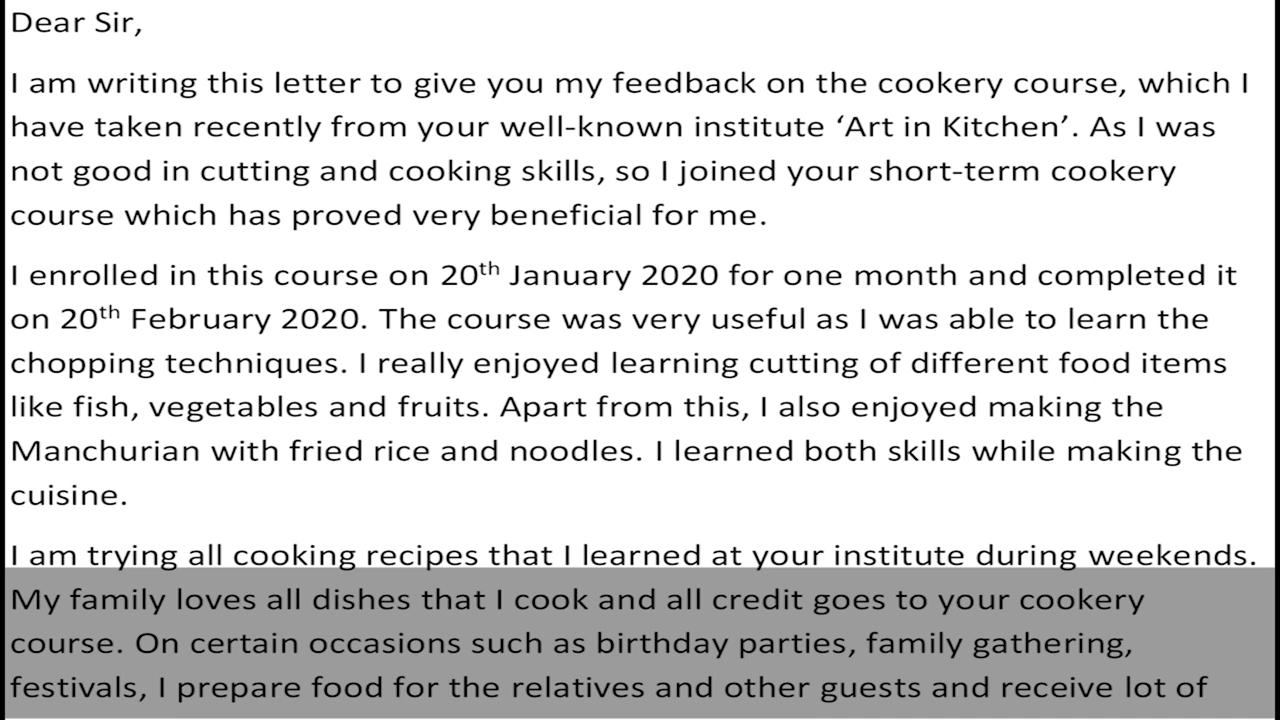 Dear Sir,
I am writing this letter to give you my feedback on the cookery course, which I
have taken recently from your well-known institute ‘Art in Kitchen’. As I was
not good in cutting and cooking skills, so I joined your short-term cookery
course which has proved very beneficial for me.
I enrolled in this course on 20th January 2020 for one month and completed it
on 20th February 2020. The course was very useful as I was able to learn the
chopping techniques. I really enjoyed learning cutting of different food items
like fish, vegetables and fruits. Apart from this, I also enjoyed making the
Manchurian with fried rice and noodles. I learned both skills while making the
cuisine.
I am trying all cooking recipes that I learned at your institute during weekends.
My family loves all dishes that I cook and all credit goes to your cookery
course. On certain occasions such as birthday parties, family gathering,
festivals, I prepare food for the relatives and other guests and receive lot of